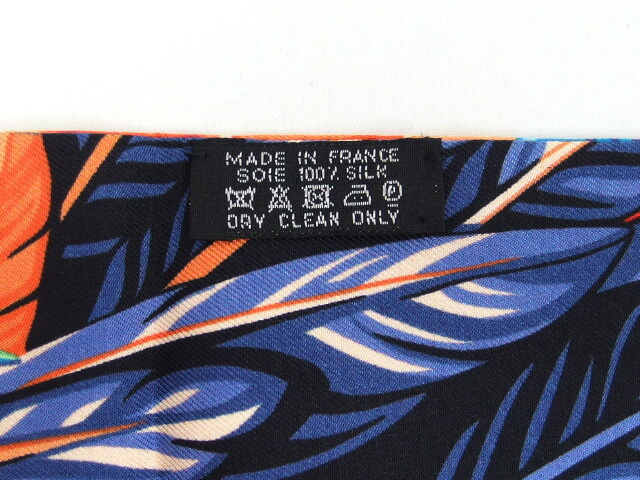 MADE IN FRANCE
SOIE 100% SILK
P
DRY CLEAN ONLY